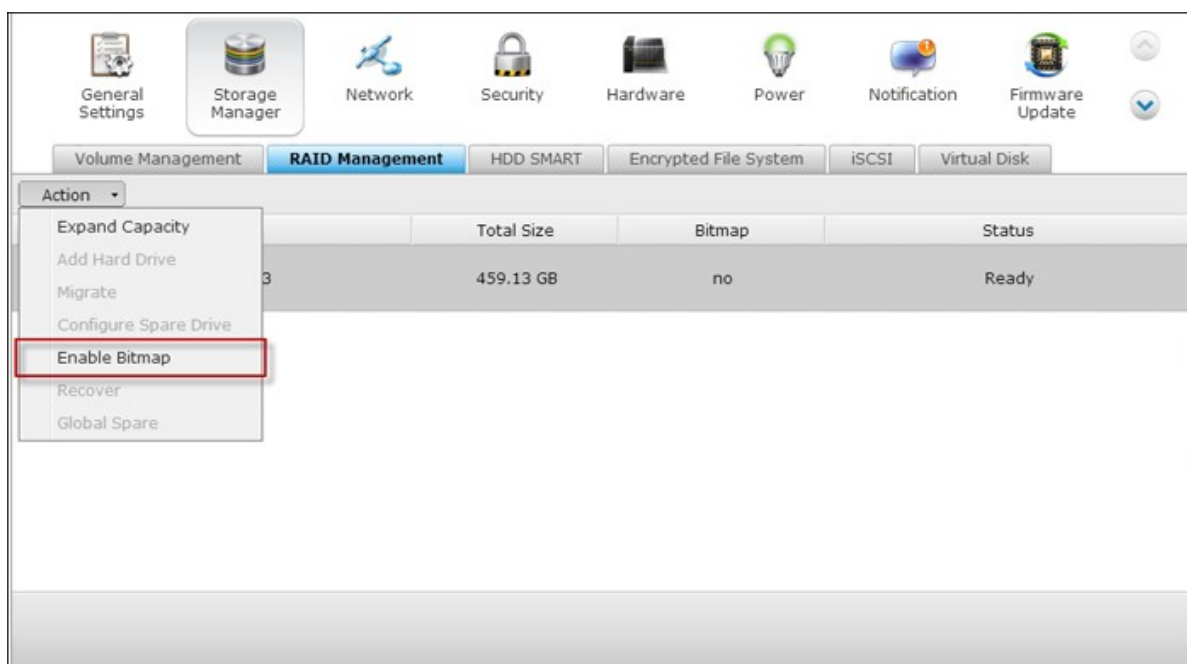 General
Settings
Storage
Manager
Network
Security
Hardware
Power
Notification
Firmware
Update
Volume Management
RAID Management
HDD SMART
Encrypted File System
iSCSI
Virtual Disk
Action
Total Size
Bitmap
Status
3
459.13 GB
no
Ready
Expand Capacity
Add Hard Drive
Migrate
Configure Spare Drive
Enable Bitmap
Recover
Global Spare